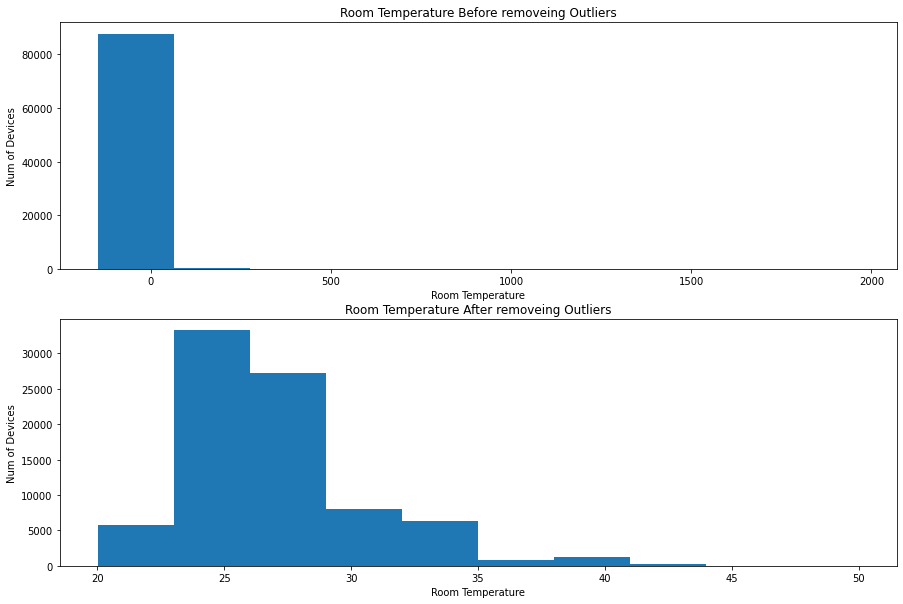 Room Temperature Before removeing Outliers
80000
60000
40000
20000
0
Num of Devices
0 500 1000 1500 2000
Room Temperature
Room Temperature After removeing Outliers
30000
25000
20000
15000
10000
5000
0
Num of Devices
20 25 30 35 40 45 50
Room Temperature